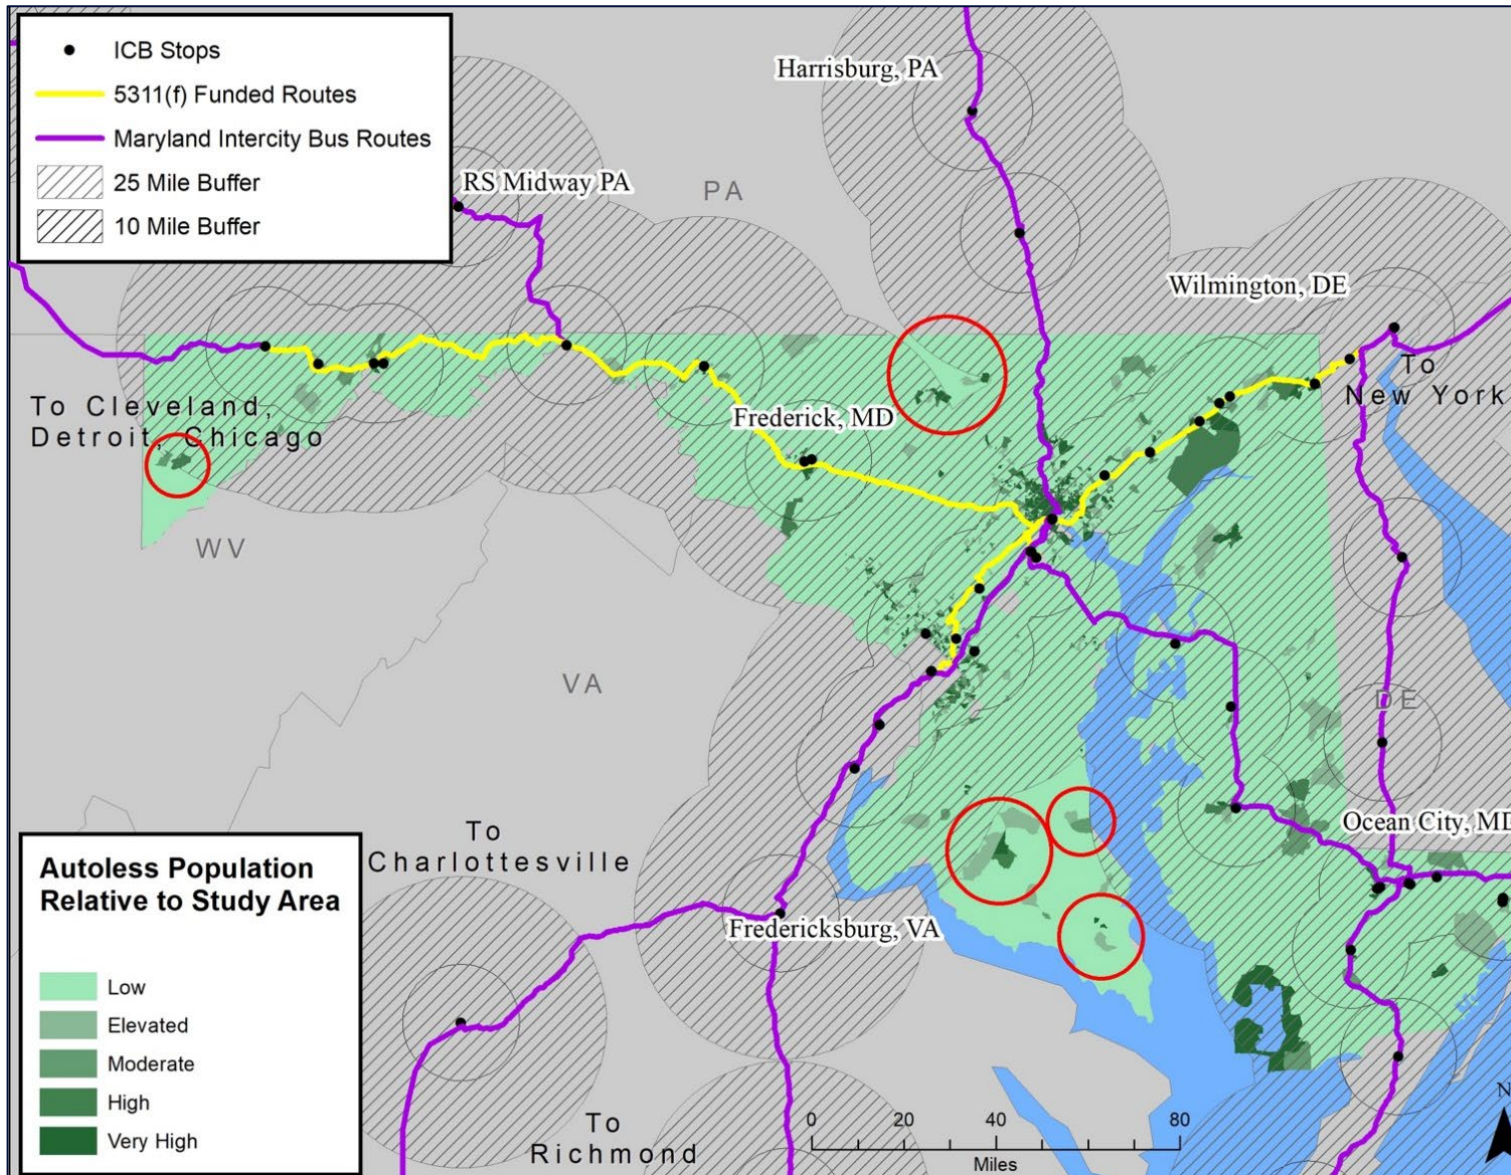 ICB Stops
5311(f) Funded Routes
Maryland Intercity Bus Routes
25 Mile Buffer
10 Mile Buffer
Harrisburg, PA
RS Midway PA
PA
Wilmington, DE
To
New York
To Cleveland,
Detroit, Chicago
Frederick, MD
WV
VA
DE
Ocean City, MD
To
Charlottesville
Fredericksburg, VA
To
Richmond
Autoless Population
Relative to Study Area
Low
Elevated
Moderate
High
Very High
0 20 40 80
Miles
N